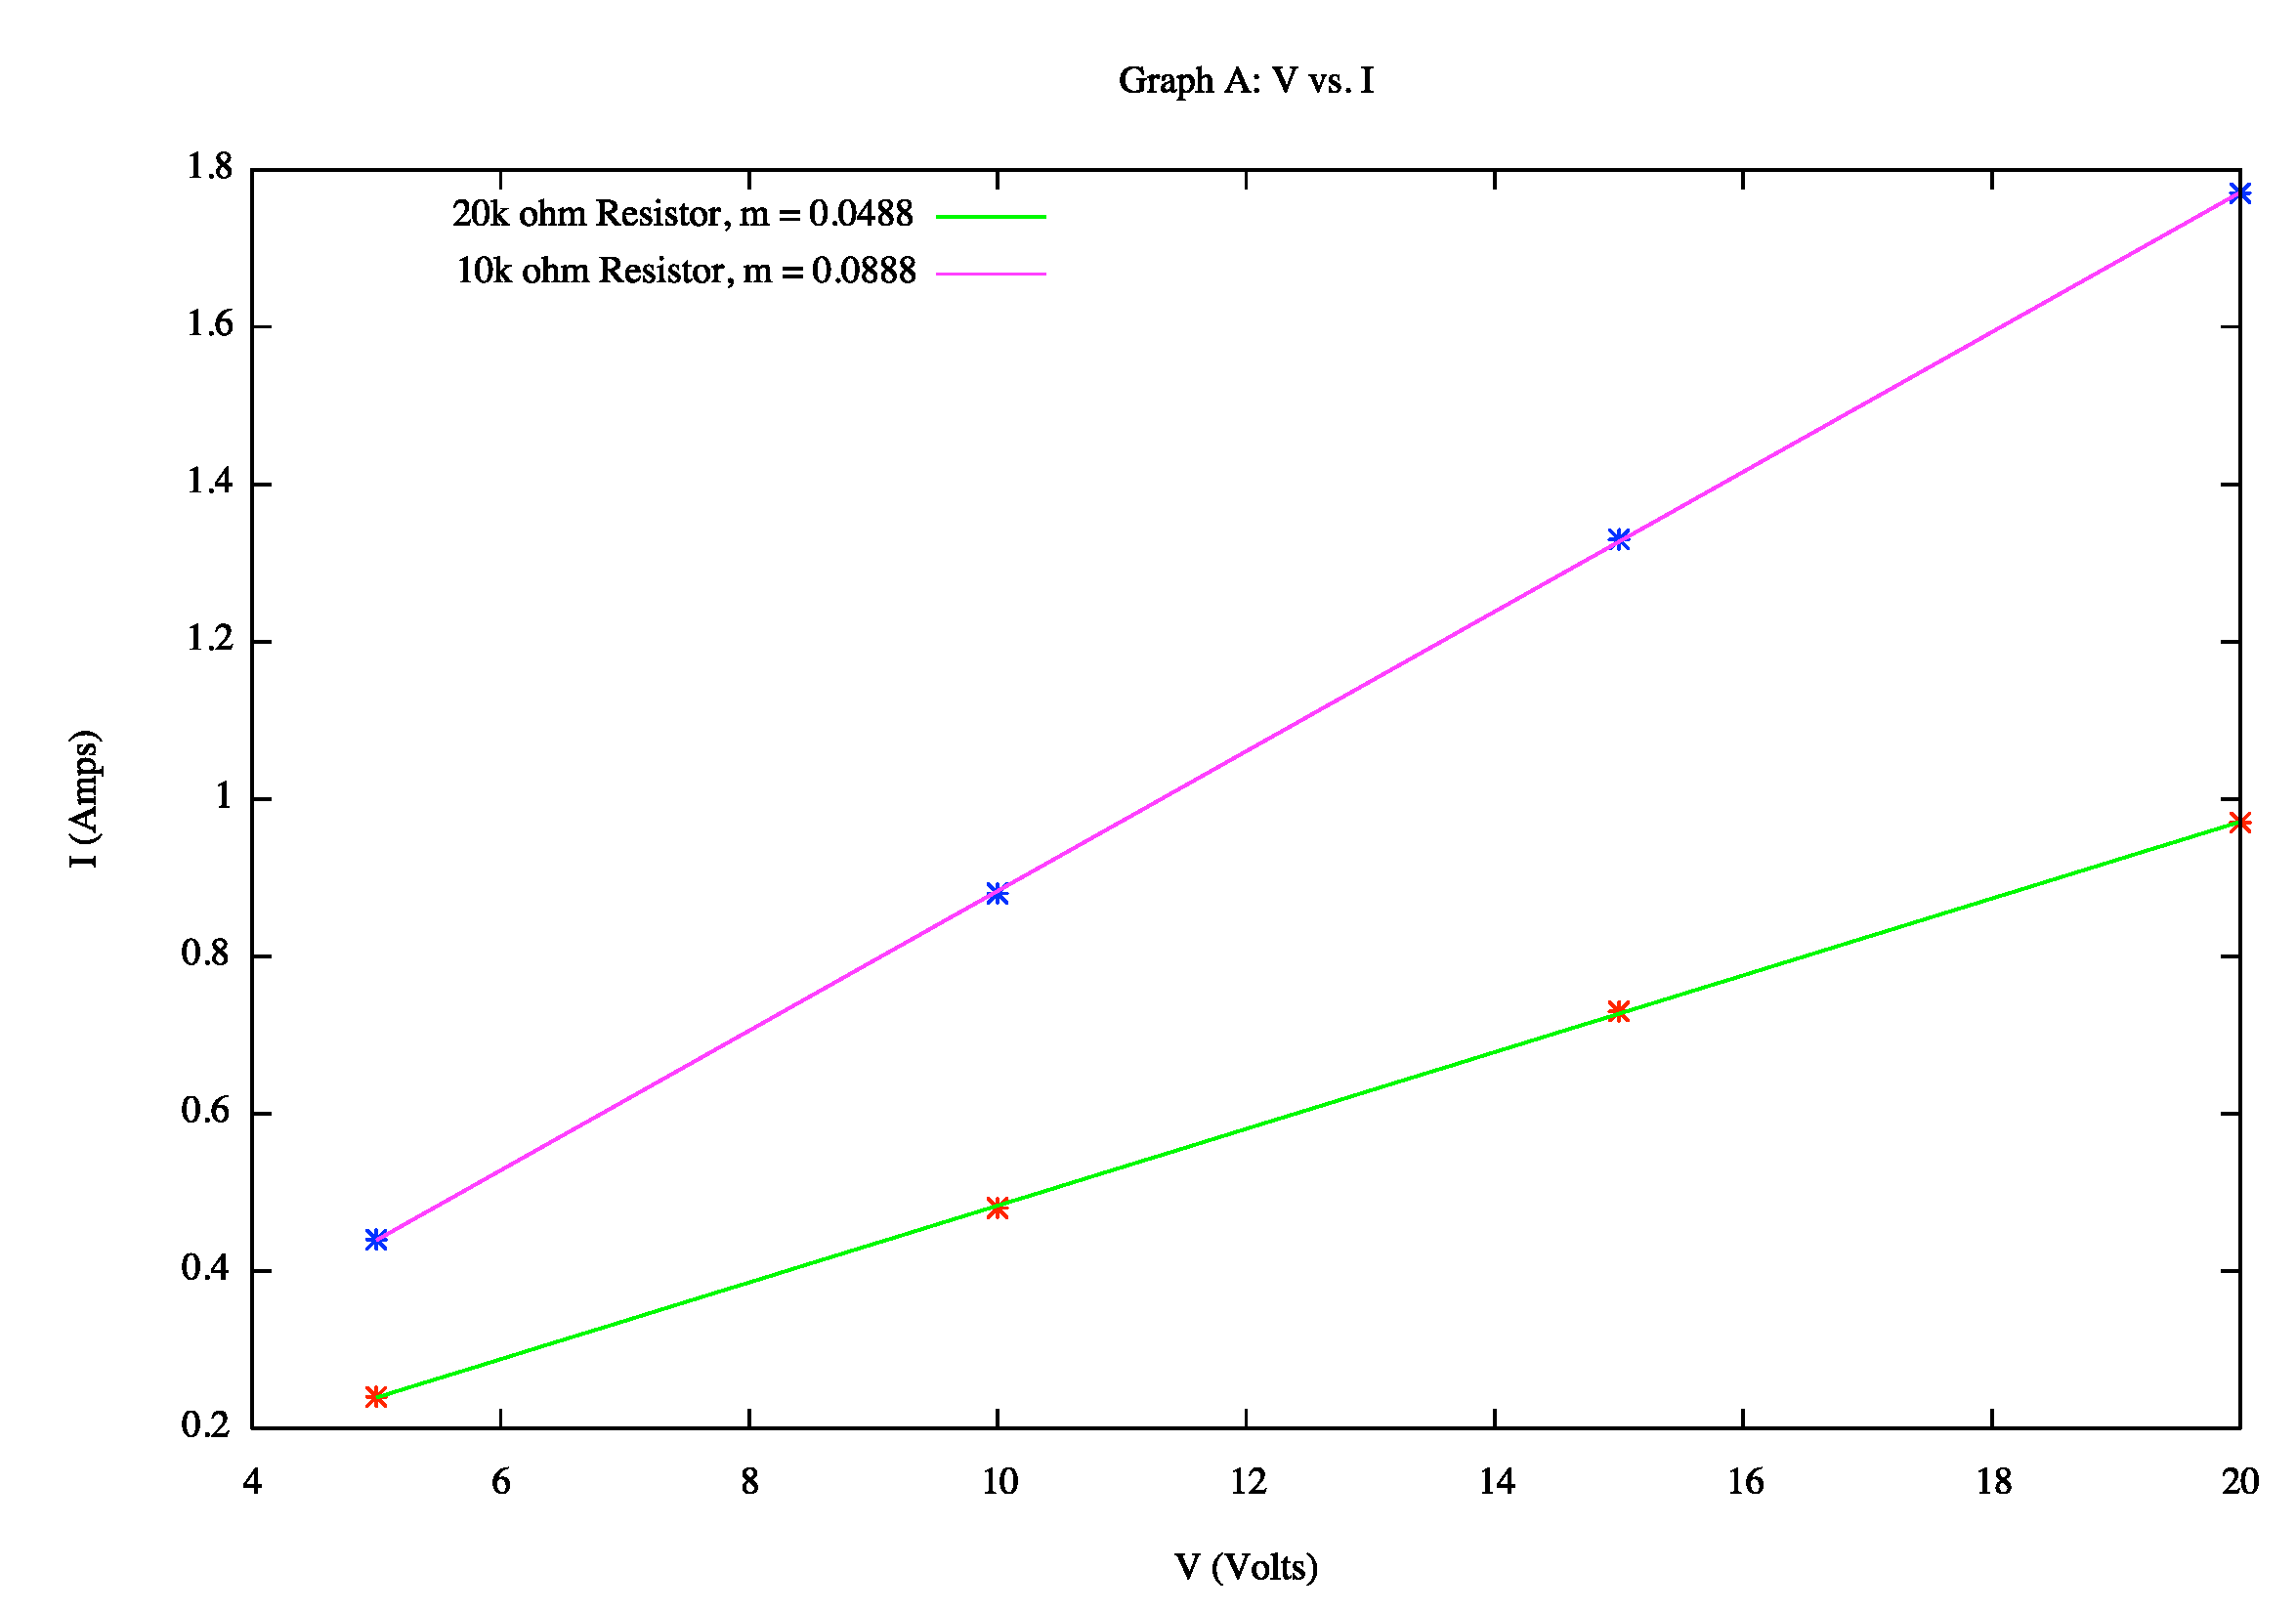 Graph A: V vs. I
1.8
20k ohm Resistor, m = 0.0488
10k ohm Resistor, m = 0.0888
1.6
1.4
1.2
I (Amps)
1
0.8
0.6
0.4
0.2
4 6 8 10 12 14 16 18 20
V (Volts)